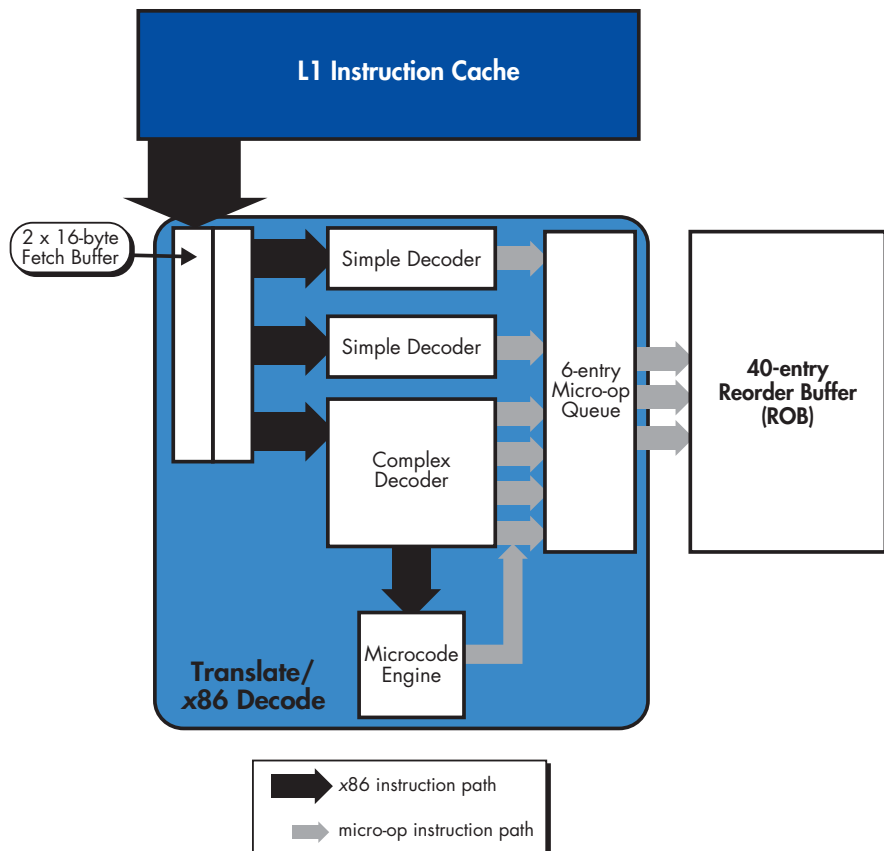 L1 Instruction Cache
2 x 16-byte
Fetch Buffer
Simple Decoder
Simple Decoder
Complex
Decoder
6-entry
Micro-op
Queue
40-entry
Reorder Buffer
(ROB)
Microcode
Engine
Translate/
x86 Decode
x86 instruction path
micro-op instruction path